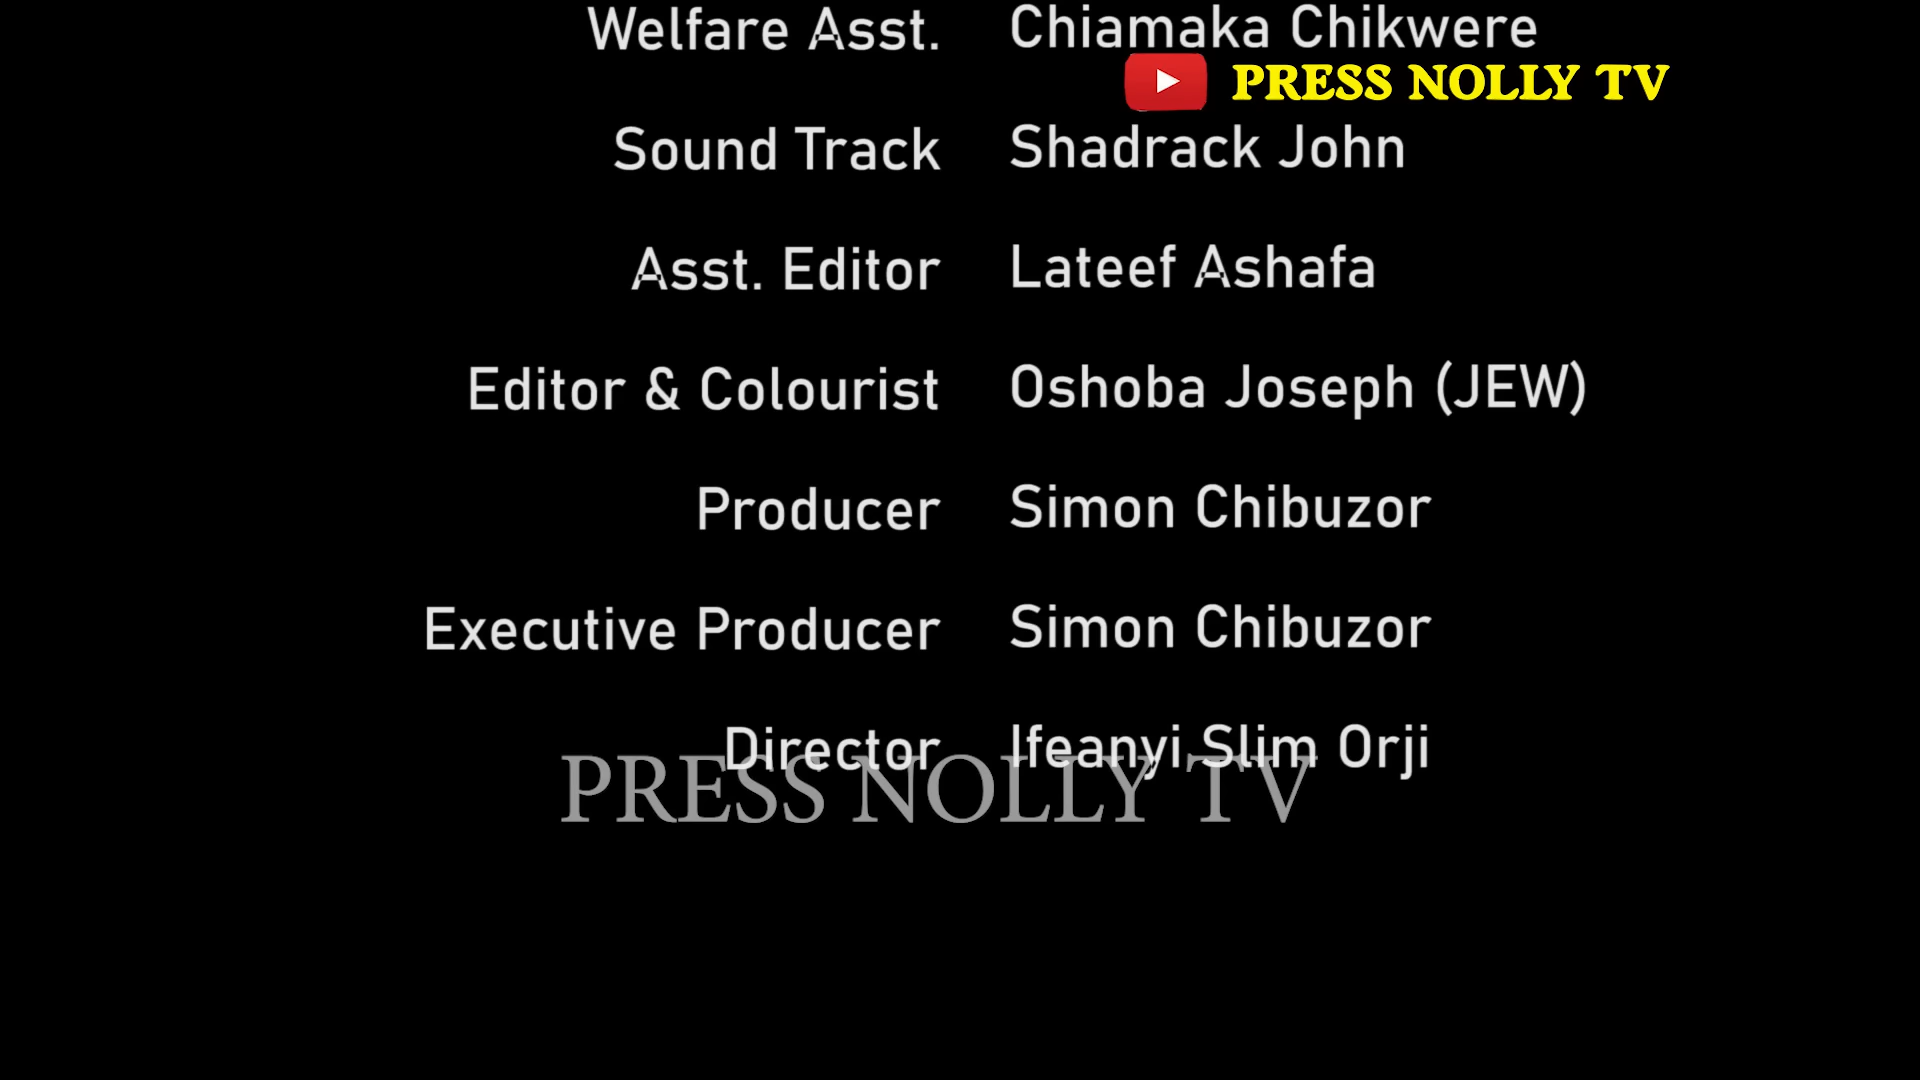 Welfare Asst. Chiamaka Chikwere
PRESS NOLLY TV
Sound Track Shadrack John
Asst. Editor Lateef Ashafa
Editor & Colourist Oshoba Joseph (JEW)
Producer Simon Chibuzor
Executive Producer Simon Chibuzor
Director Ifeanyi Slim Orji
PRESS NOLLY TV